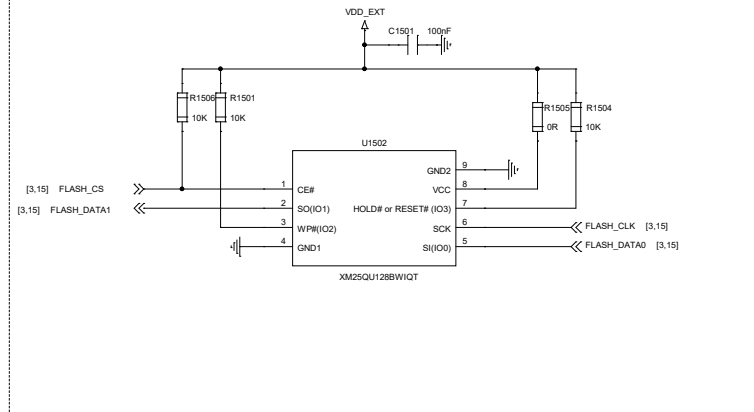 VDD_EXT
C1501 100nF
R1506 R1501
10K 10K
R1505 R1504
0R 10K
U1502
GND2 9
[3,15] FLASH_CS 1 CE# VCC 8
[3,15] FLASH_DATA1 2 SO(IO1) HOLD# or RESET# (IO3) 7
3 WP#(IO2) SCK 6 FLASH_CLK [3,15]
4 GND1 SI(IO0) 5 FLASH_DATA0 [3,15]
XM25QU128BWIQT